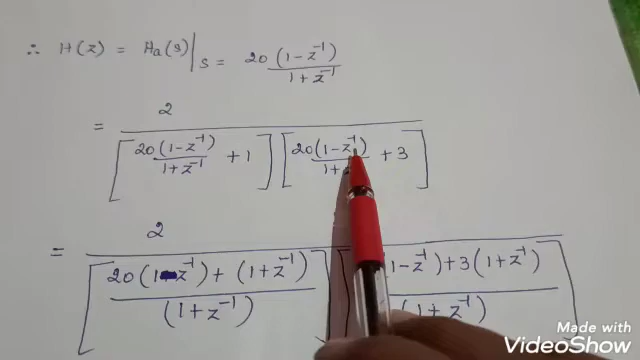 ∴ H(z) = Ha(s)|s = 20 (1 - z⁻¹) / 1 + z⁻¹
= 2 / [20 (1 - z⁻¹) / 1 + z⁻¹ + 1] [20 (1 - z⁻¹) / 1 + + 3]
= 2 / [20 (1 - z⁻¹) + (1 + z⁻¹) / (1 + z⁻¹)] [1 - z⁻¹) + 3 (1 + z⁻¹) / (1 + z⁻¹)]
Made with
VideoShow